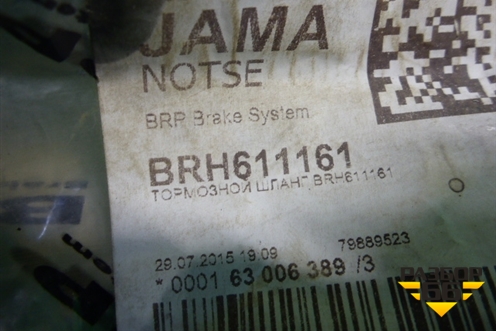 JAMA
NOTSE
BRP Brake System
BRH611161
ТОРМОЗНОЙ ШЛАНГ BRH611161
29.07.2015 19:09 79889523
* 0001 63 006 389 /3